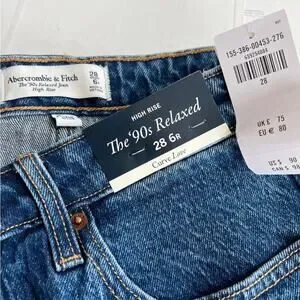 Abercrombie & Fitch
The '90s Relaxed Jean
High Rise
28
6R
HIGH RISE
The '90s Relaxed
28 6R
Curve Love
155-386-00453-276
28
UK £ 75
EU € 80
US $ 90